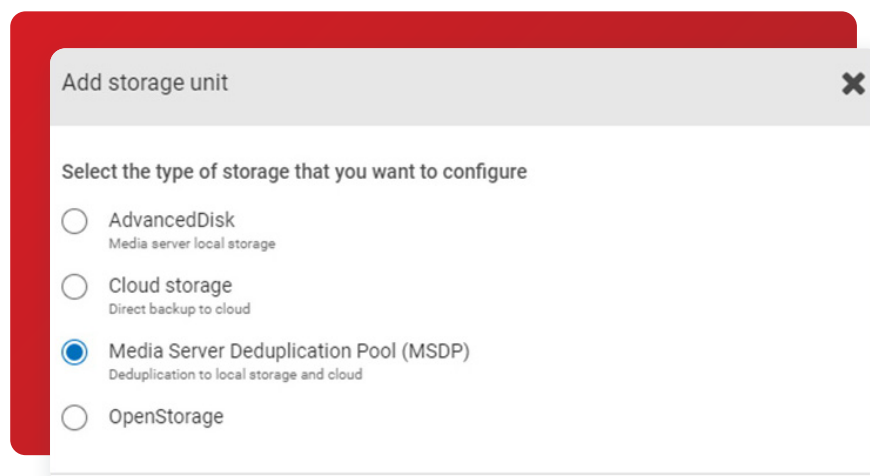 Add storage unit
Select the type of storage that you want to configure
AdvancedDisk
Media server local storage
Cloud storage
Direct backup to cloud
Media Server Deduplication Pool (MSDP)
Deduplication to local storage and cloud
OpenStorage